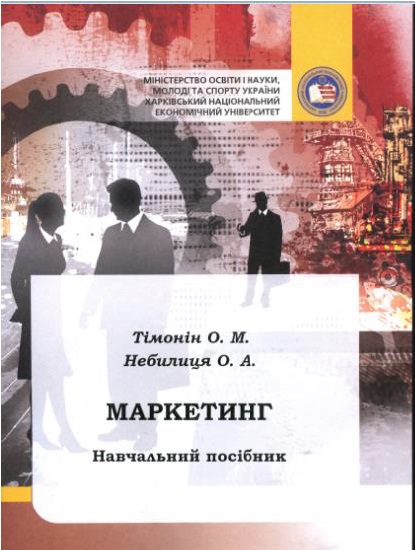 МІНІСТЕРСТВО ОСВІТИ І НАУКИ,
МОЛОДІ ТА СПОРТУ УКРАЇНИ
ХАРКІВСЬКИЙ НАЦІОНАЛЬНИЙ
ЕКОНОМІЧНИЙ УНІВЕРСИТЕТ
Тімонін О. М.
Небилиця О. А.
МАРКЕТИНГ
Навчальний посібник